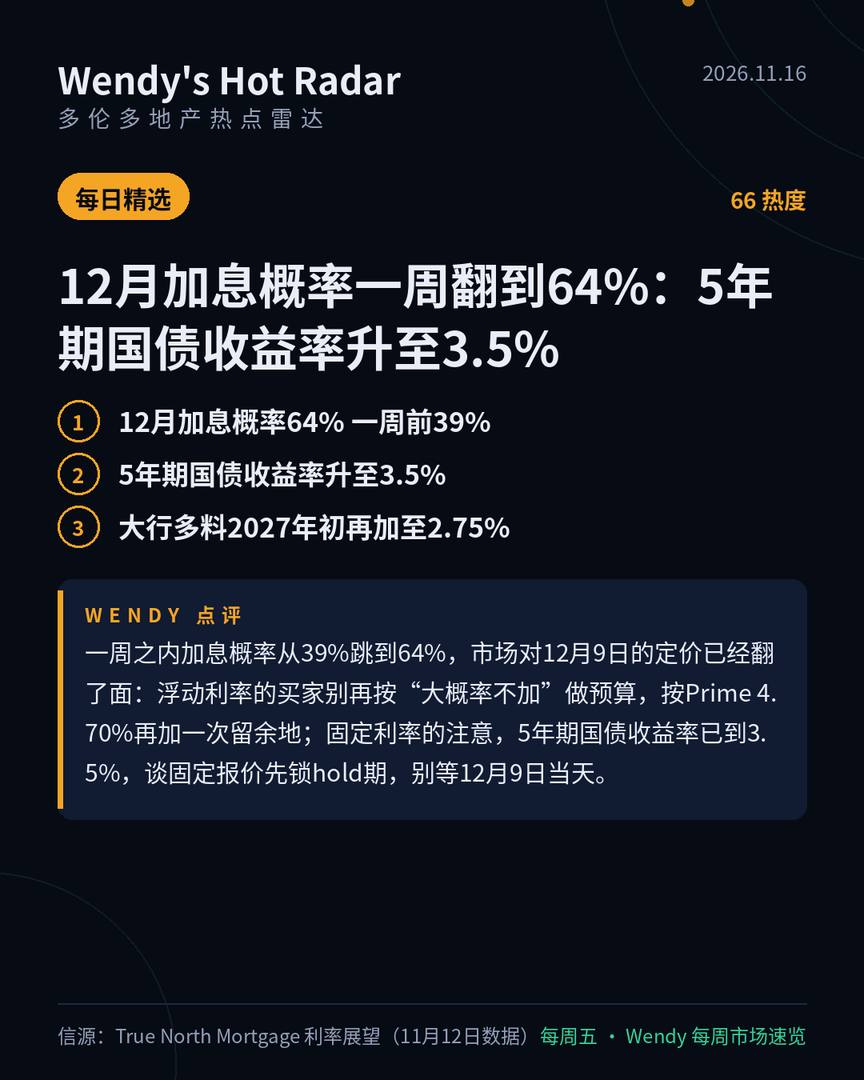 Wendy's Hot Radar
2026.11.16
多伦多地产热点雷达
每日精选
66 热度
12月加息概率一周翻到64%：5年
期国债收益率升至3.5%
1 12月加息概率64% 一周前39%
2 5年期国债收益率升至3.5%
3 大行多料2027年初再加至2.75%
WENDY 点评
一周之内加息概率从39%跳到64%，市场对12月9日的定价已经翻
了面：浮动利率的买家别再按“大概率不加”做预算，按Prime 4.
70%再加一次留余地；固定利率的注意，5年期国债收益率已到3.
5%，谈固定报价先锁hold期，别等12月9日当天。
信源：True North Mortgage 利率展望（11月12日数据）每周五 · Wendy 每周市场速览